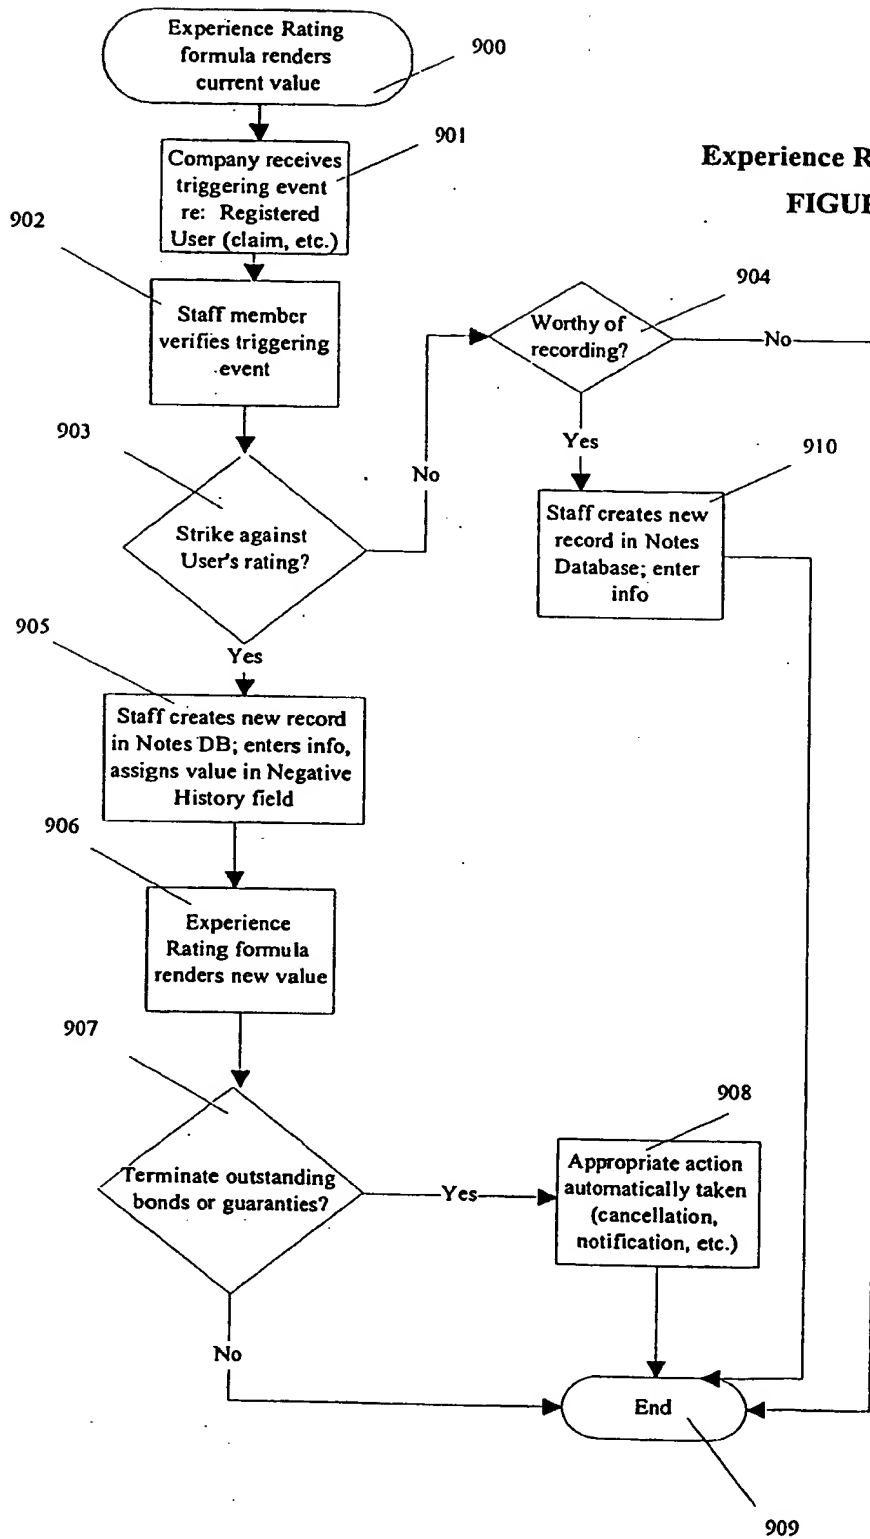 Experience Rating
formula renders
current value
900
901
Company receives
triggering event
re: Registered
User (claim, etc.)
Experience R
FIGU
902
Staff member
verifies triggering
event
904
Worthy of
recording?
No
903
Strike against
User's rating?
No
Yes
910
Staff creates new
record in Notes
Database; enter
info
905
Yes
Staff creates new record
in Notes DB; enters info,
assigns value in Negative
History field
906
Experience
Rating formula
renders new value
907
Terminate outstanding
bonds or guaranties?
Yes
908
Appropriate action
automatically taken
(cancellation,
notification, etc.)
No
End
909